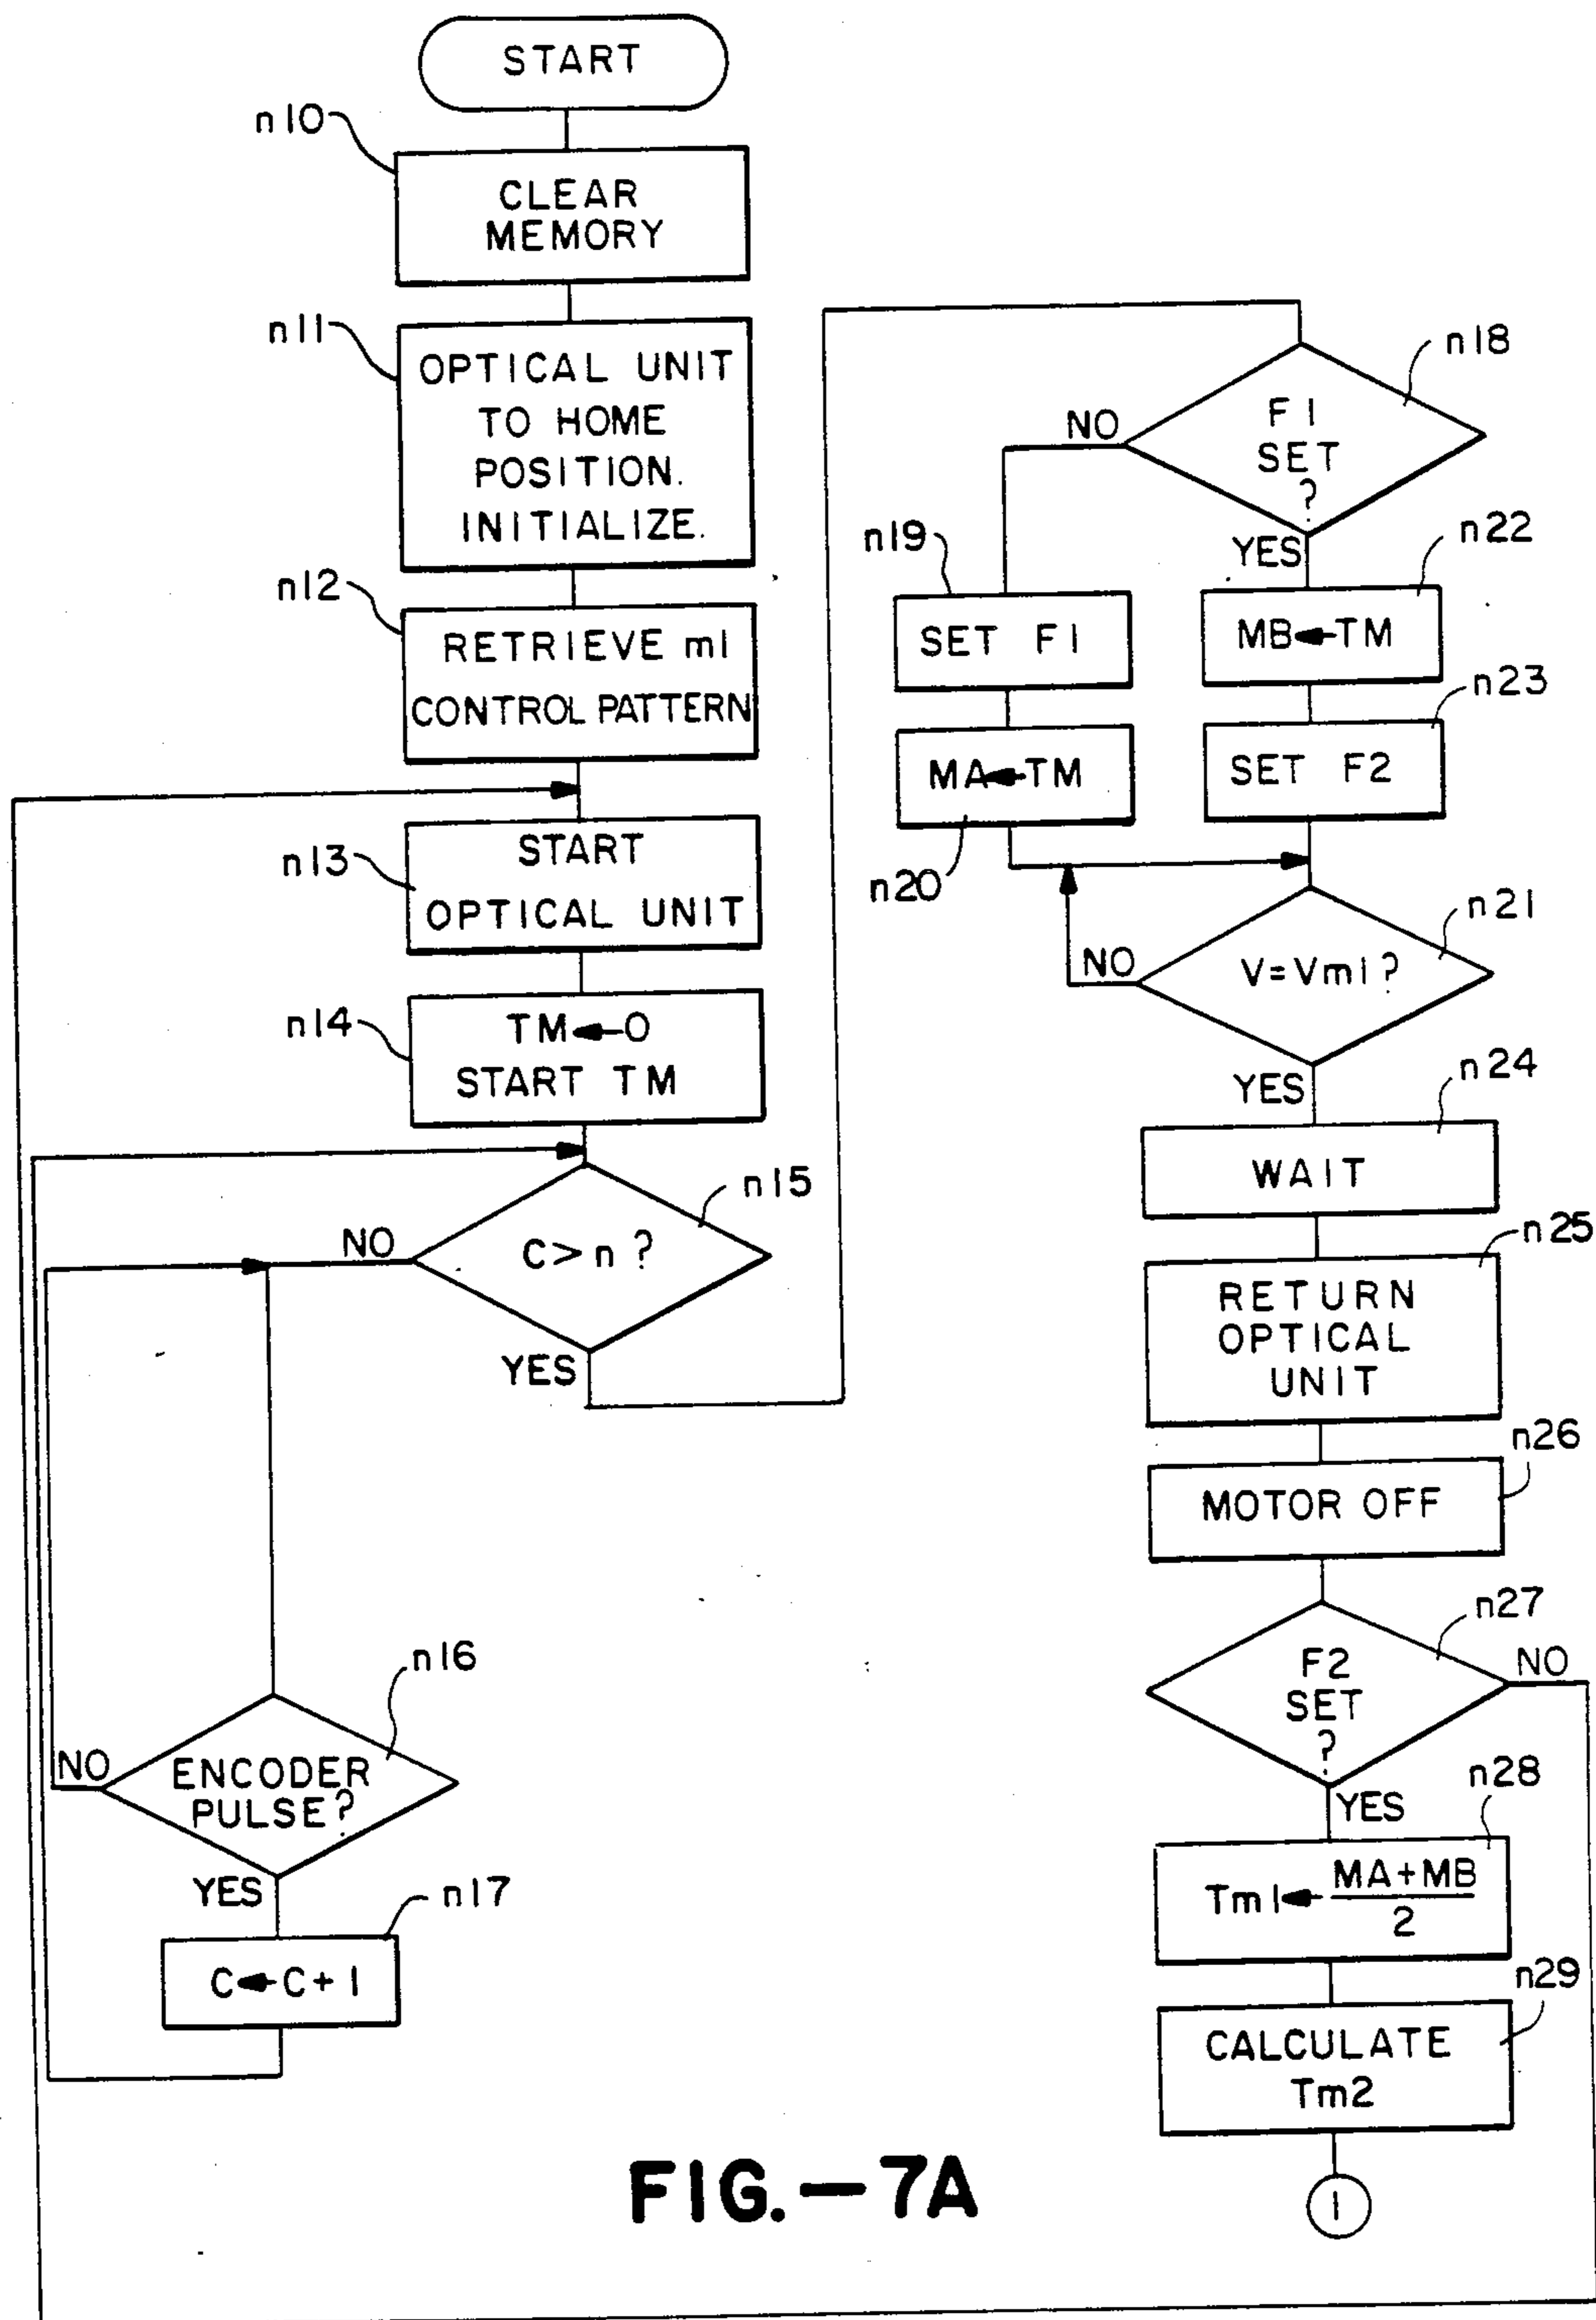 START
n10
CLEAR
MEMORY
n11
OPTICAL UNIT
TO HOME
POSITION.
INITIALIZE.
n12
RETRIEVE m1
CONTROL PATTERN
n13
START
OPTICAL UNIT
n14
TM←0
START TM
n15
C>n?
NO
YES
n16
ENCODER
PULSE?
NO
YES
n17
C←C+1
n18
F1
SET
?
NO
YES
n19
SET F1
n20
MA←TM
n22
MB←TM
n23
SET F2
n21
V=Vm1?
NO
YES
n24
WAIT
n25
RETURN
OPTICAL
UNIT
n26
MOTOR OFF
n27
F2
SET
?
NO
YES
n28
Tm1← MA+MB
2
n29
CALCULATE
Tm2
1
FIG.—7A